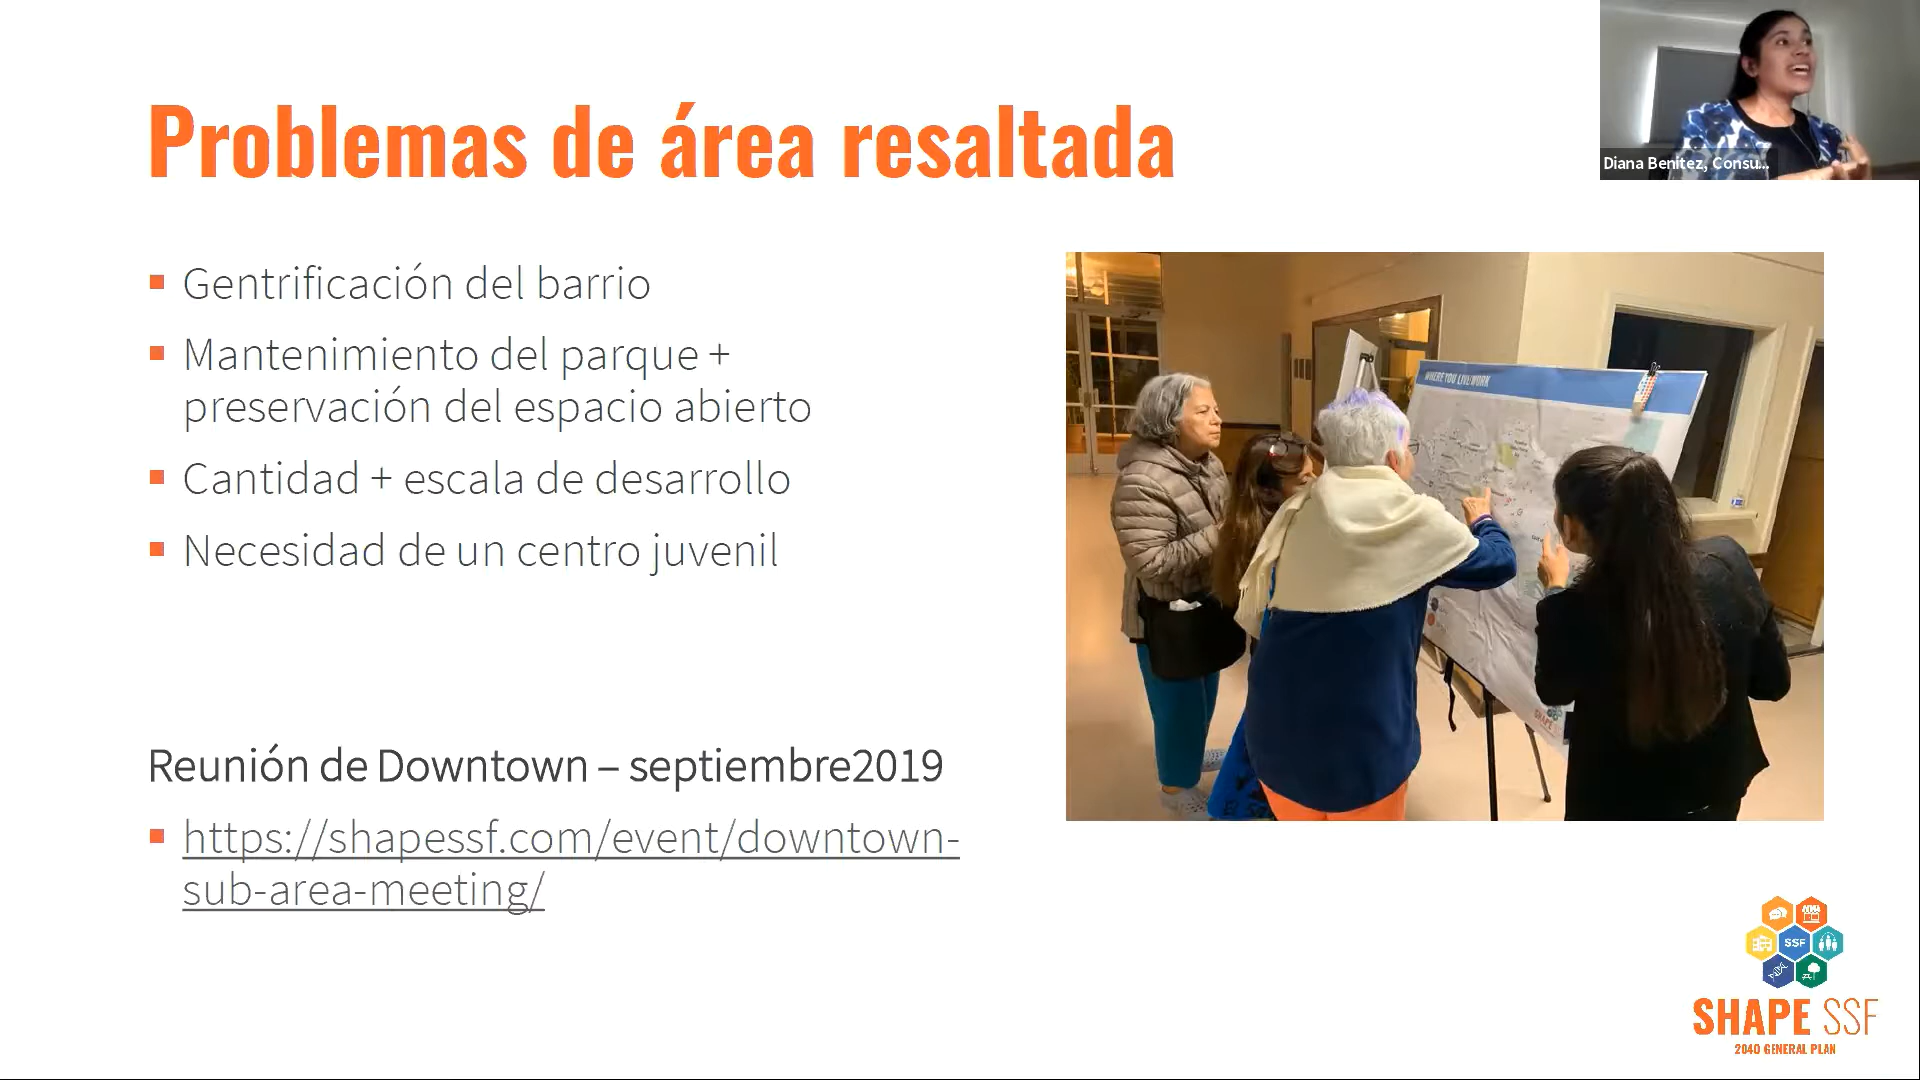 Problemas de área resaltada
Diana Benitez, Consu...
Gentrificación del barrio
Mantenimiento del parque +
preservación del espacio abierto
Cantidad + escala de desarrollo
Necesidad de un centro juvenil
WHERE YOU LIVE/WORK
Reunión de Downtown – septiembre2019
https://shapessf.com/event/downtown-
sub-area-meeting/
SSF
SHAPE SSF
2040 GENERAL PLAN